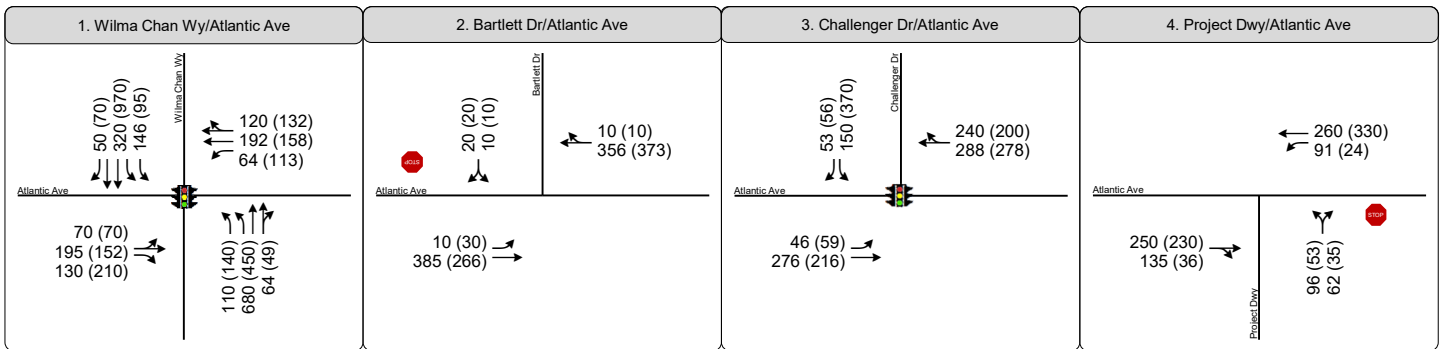 1. Wilma Chan Wy/Atlantic Ave
Wilma Chan Wy
50 (70)
320 (970)
146 (95)
120 (132)
192 (158)
64 (113)
Atlantic Ave
70 (70)
195 (152)
130 (210)
110 (140)
680 (450)
64 (49)
2. Bartlett Dr/Atlantic Ave
Bartlett Dr
20 (20)
10 (10)
10 (10)
356 (373)
STOP
Atlantic Ave
10 (30)
385 (266)
3. Challenger Dr/Atlantic Ave
Challenger Dr
53 (56)
150 (370)
240 (200)
288 (278)
Atlantic Ave
46 (59)
276 (216)
4. Project Dwy/Atlantic Ave
260 (330)
91 (24)
Atlantic Ave
STOP
250 (230)
135 (36)
96 (53)
62 (35)
Project Dwy